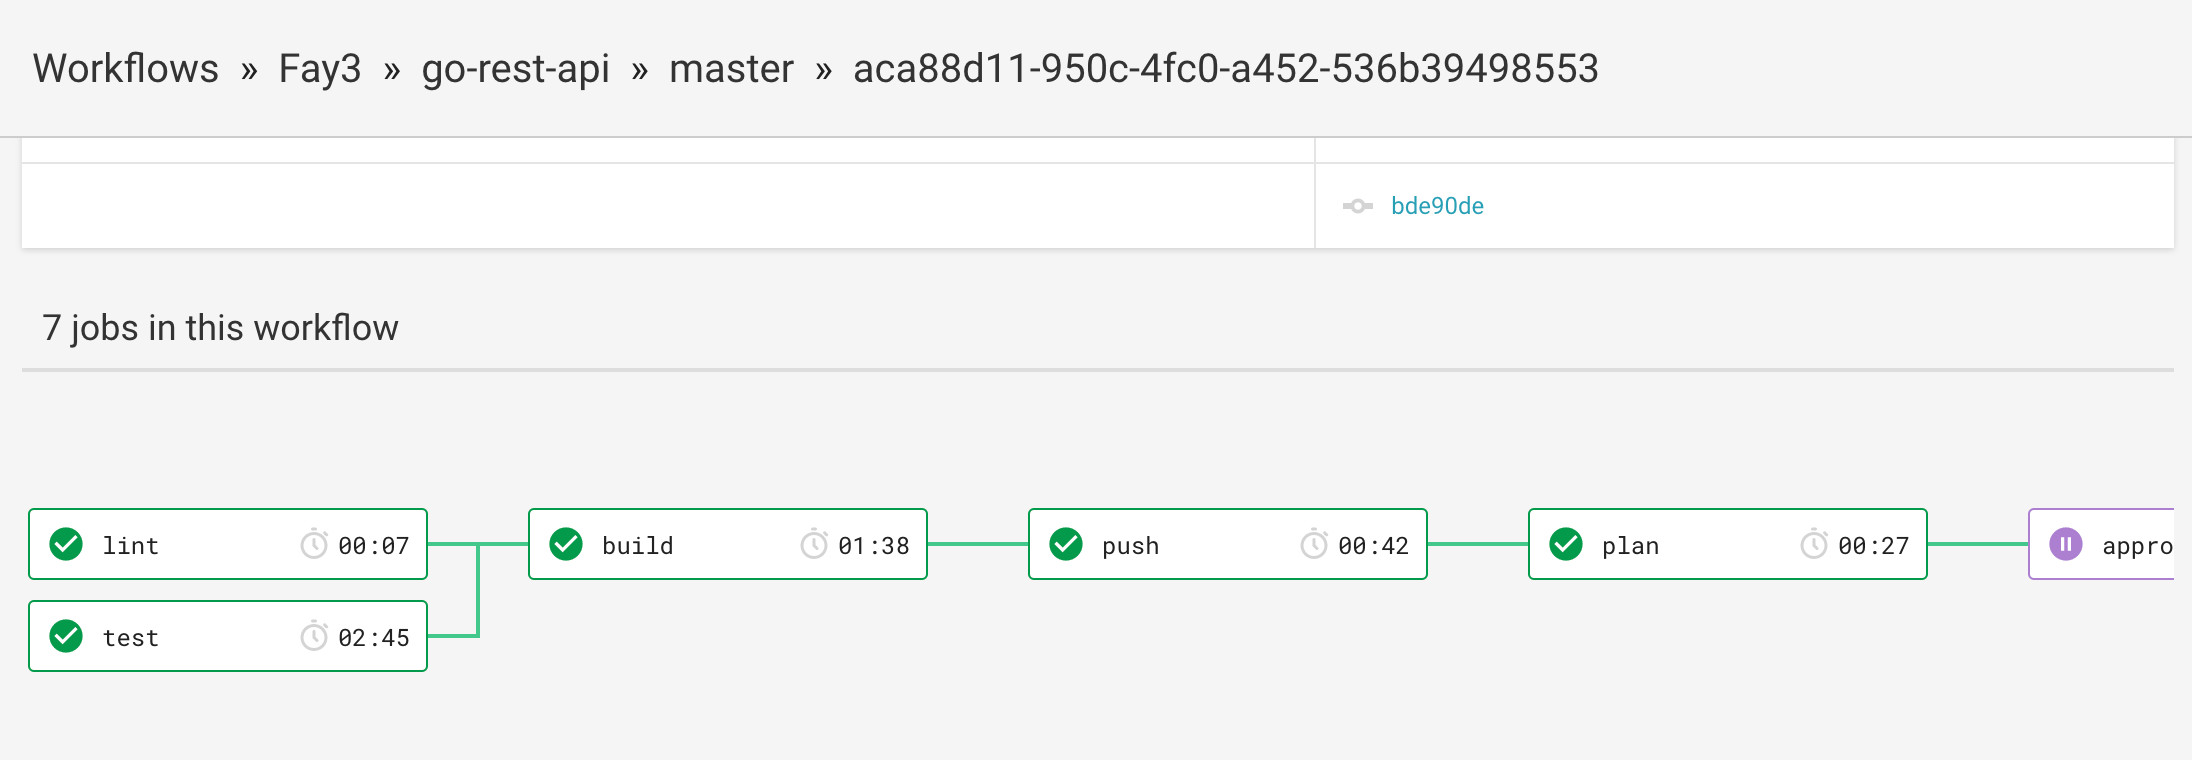 Workflows » Fay3 » go-rest-api » master » aca88d11-950c-4fc0-a452-536b39498553
bde90de
7 jobs in this workflow
lint 00:07
build 01:38
push 00:42
plan 00:27
appro
test 02:45